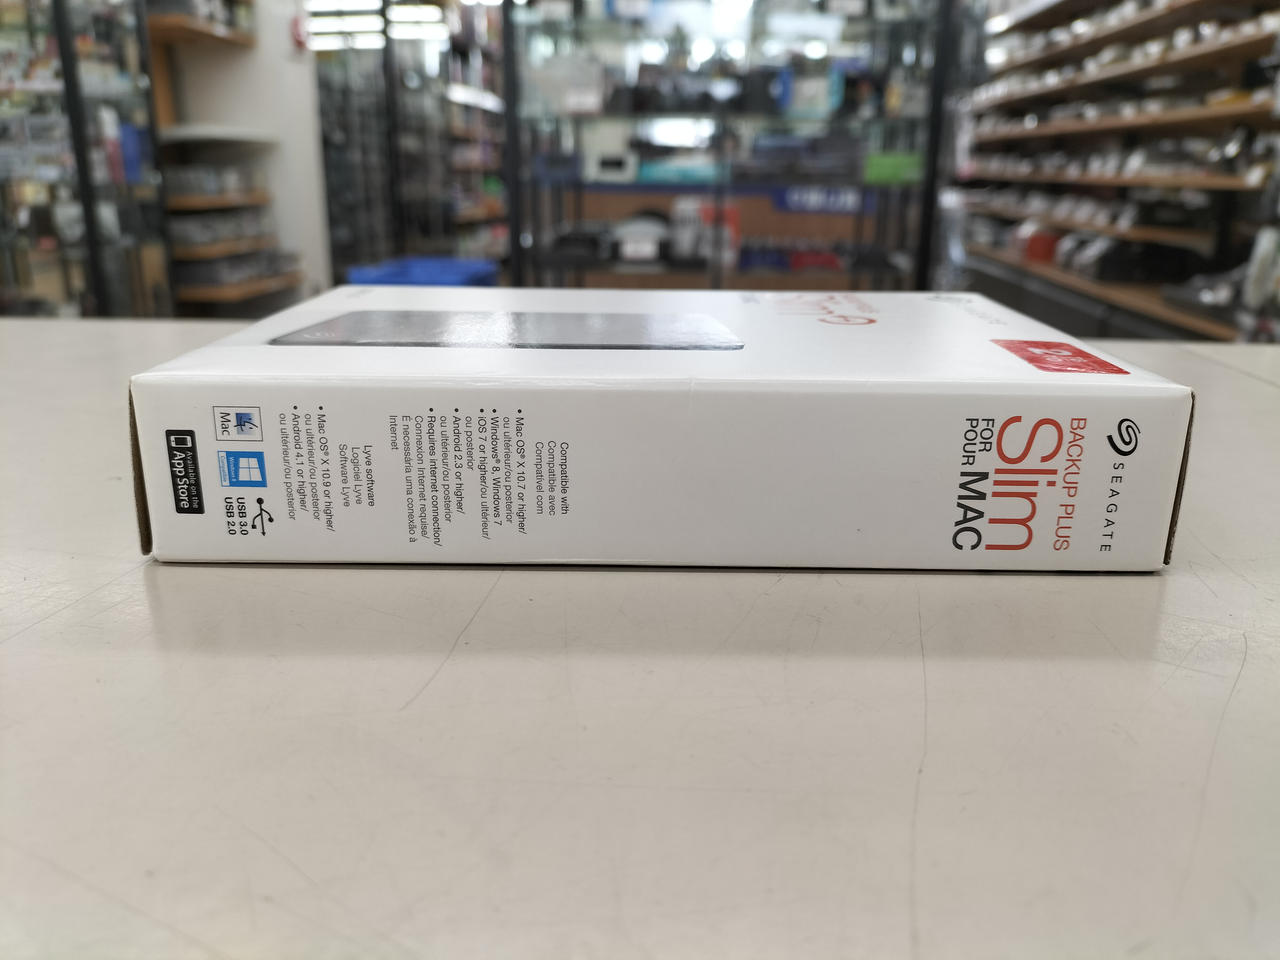 SEAGATE
BACKUP PLUS
Slim
FOR
POUR MAC
Compatible with
Compatible avec
Compatível com
• Mac OS® X 10.7 or higher/
ou ultérieur/ou posterior
• Windows® 8, Windows 7
• iOS 7 or higher/ou ultérieur/
ou posterior
• Android 2.3 or higher/
ou ultérieur/ou posterior
• Requires internet connection/
Connexion Internet requise/
É necessária uma conexão à
Internet
Lyve software
Logiciel Lyve
Software Lyve
• Mac OS® X 10.9 or higher/
ou ultérieur/ou posterior
• Android 4.1 or higher/
ou ultérieur/ou posterior
Mac
Windows 8
USB 3.0
USB 2.0
Available on the
App Store
2